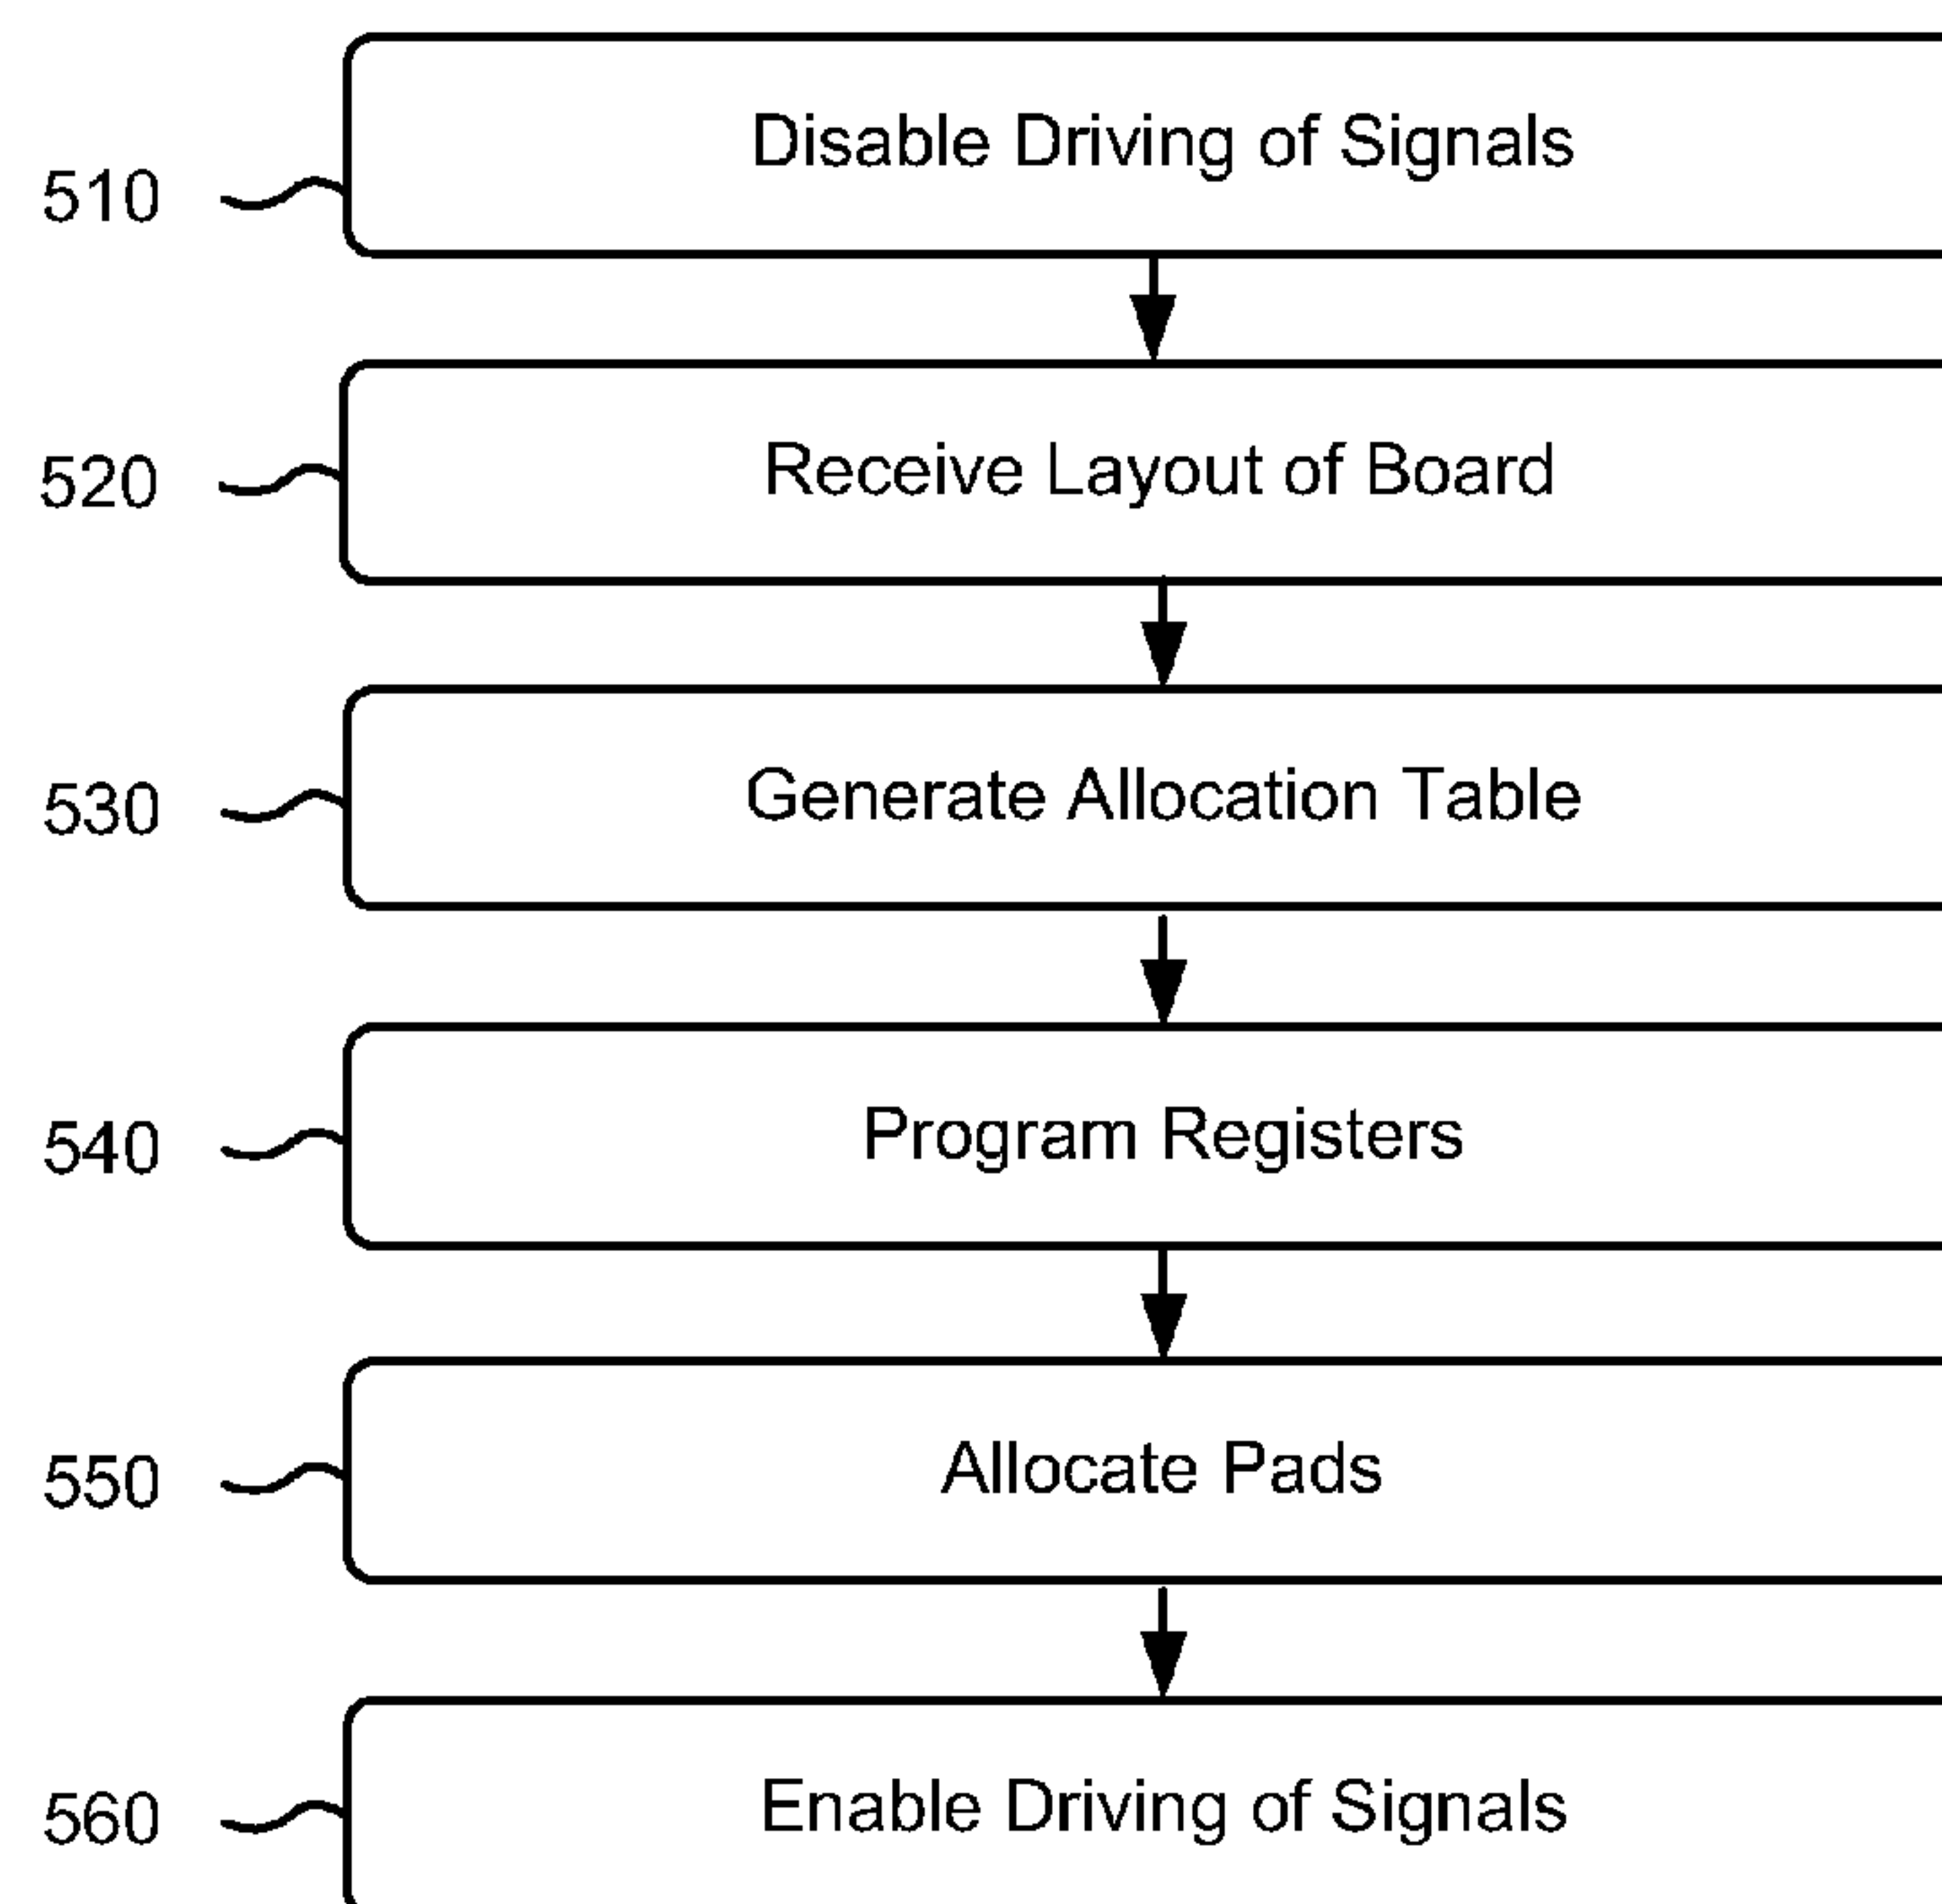 Disable Driving of Signals
510
Receive Layout of Board
520
Generate Allocation Table
530
Program Registers
540
Allocate Pads
550
Enable Driving of Signals
560